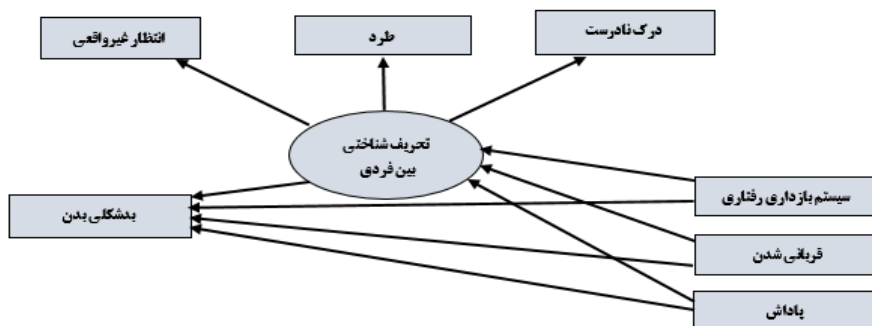 درک نادرست
طرد
انتظار غیرواقعی
تحریف شناختی
بین فردی
سیستم بازداری رفتاری
بدشکلی بدن
قربانی شدن
پاداش